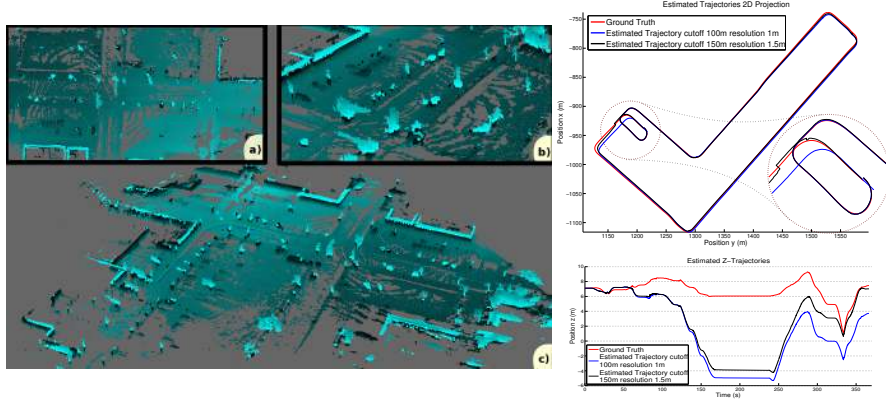 a)
b)
c)
Estimated Trajectories 2D Projection
Ground Truth
Estimated Trajectory cutoff 100m resolution 1m
Estimated Trajectory cutoff 150m resolution 1.5m
Position x (m)
-750
-800
-850
-900
-950
-1000
-1050
-1100
1150 1200 1250 1300 1350 1400 1450 1500 1550
Position y (m)
Estimated Z-Trajectories
Position z (m)
10
8
6
4
2
0
-2
-4
-6
Ground Truth
Estimated Trajectory cutoff
100m resolution 1m
Estimated Trajectory cutoff
150m resolution 1.5m
0 50 100 150 200 250 300 350
Time (s)